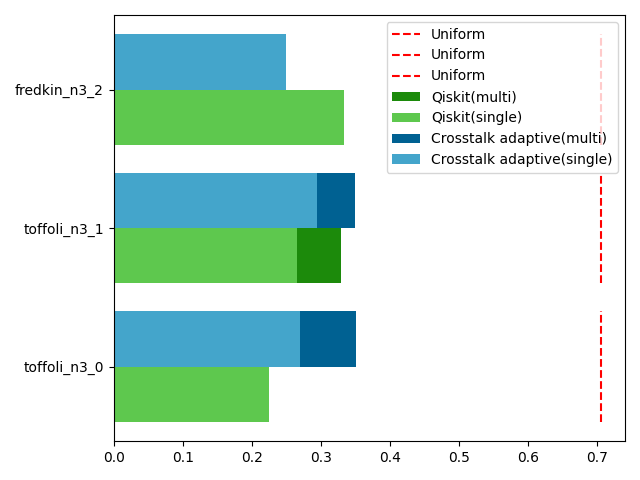 Uniform
Uniform
Uniform
Qiskit(multi)
Qiskit(single)
Crosstalk adaptive(multi)
Crosstalk adaptive(single)
fredkin_n3_2
toffoli_n3_1
toffoli_n3_0
0.0 0.1 0.2 0.3 0.4 0.5 0.6 0.7